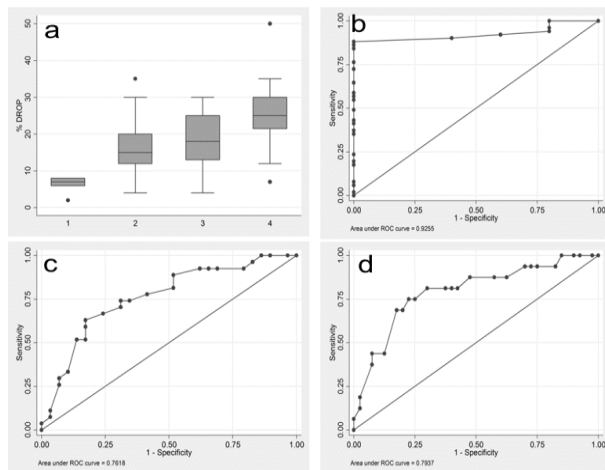 a
% DROP
50
40
30
20
10
0
1 2 3 4
b
Sensitivity
1.00
0.75
0.50
0.25
0.00
0.00 0.25 0.50 0.75 1.00
1 - Specificity
Area under ROC curve = 0.9255
c
Sensitivity
1.00
0.75
0.50
0.25
0.00
0.00 0.25 0.50 0.75 1.00
1 - Specificity
Area under ROC curve = 0.7618
d
Sensitivity
1.00
0.75
0.50
0.25
0.00
0.00 0.25 0.50 0.75 1.00
1 - Specificity
Area under ROC curve = 0.7937